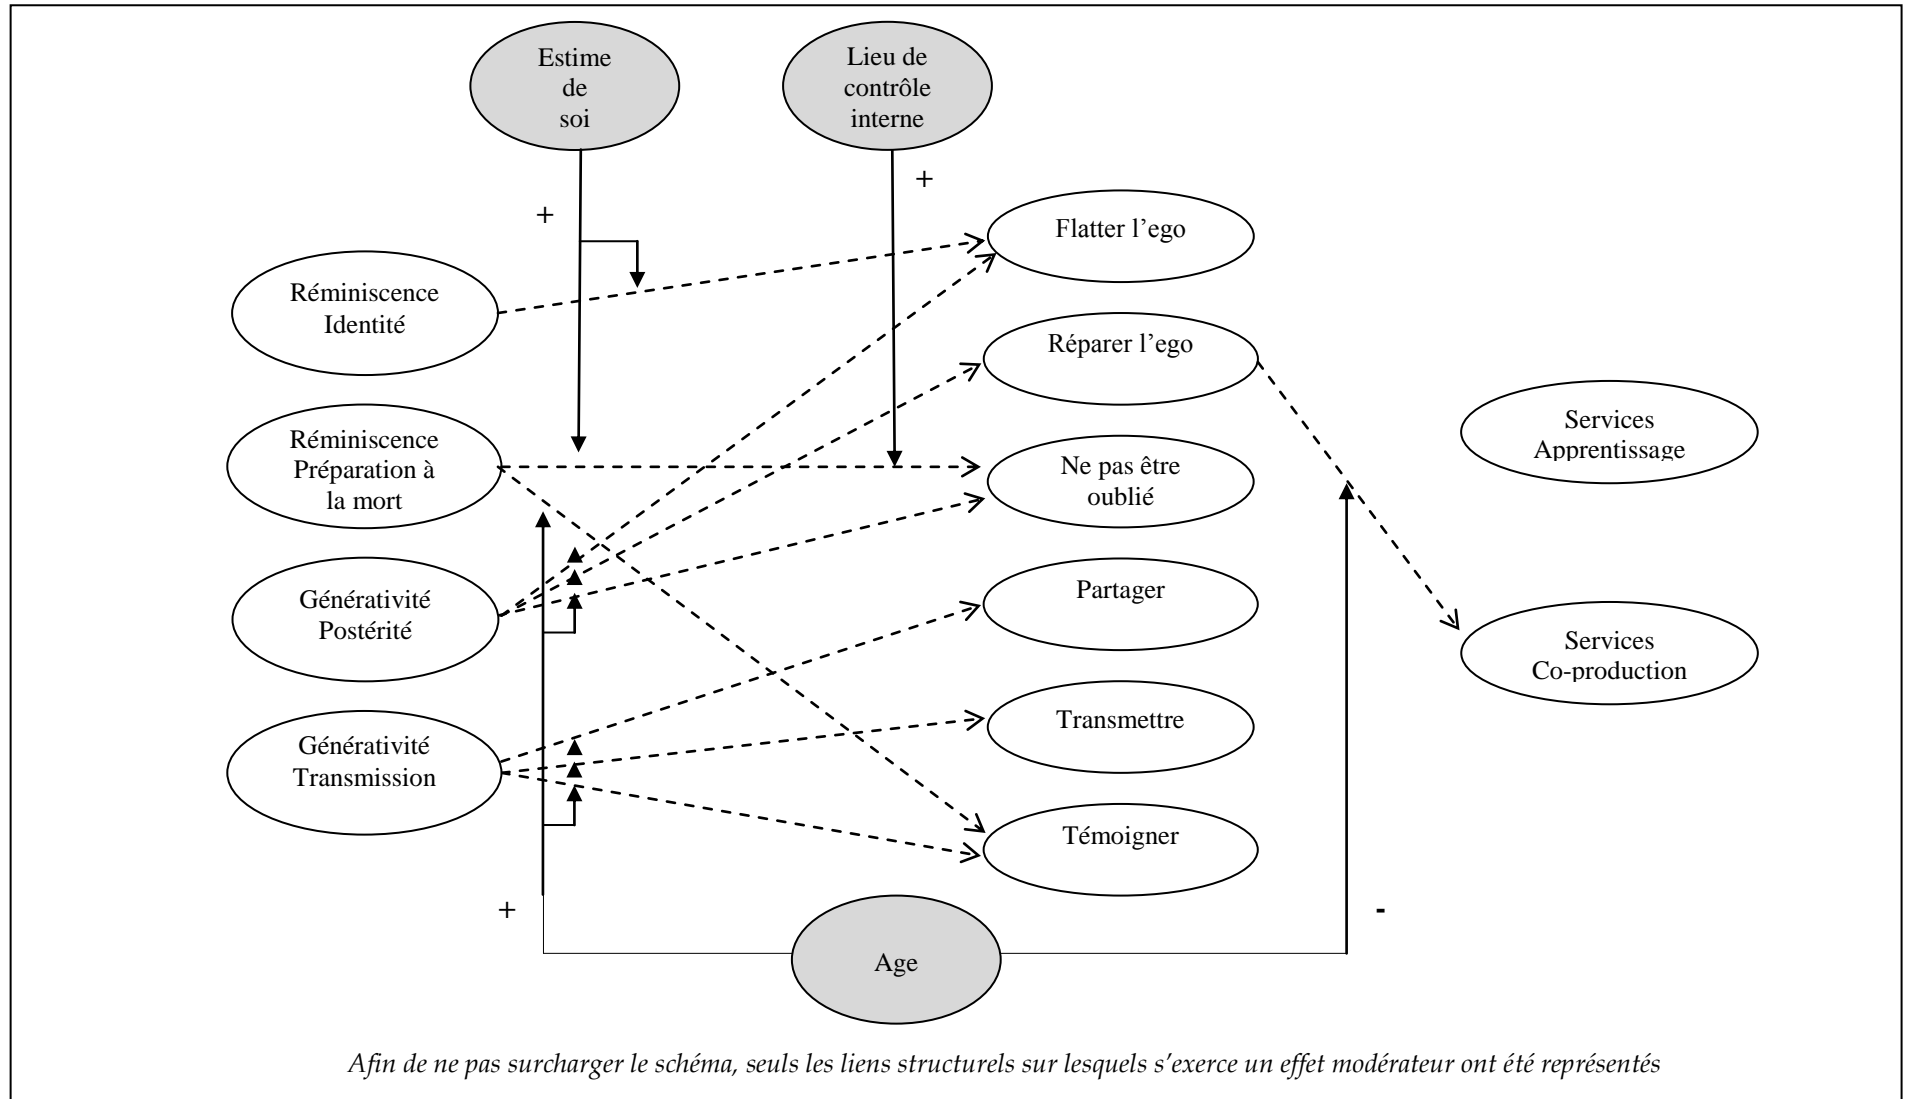 Estime
de
soi
Lieu de
contrôle
interne
+
+
Flatter l’ego
Réminiscence
Identité
Réparer l’ego
Services
Apprentissage
Réminiscence
Préparation à
la mort
Ne pas être
oublié
Partager
Générativité
Postérité
Services
Co-production
Transmettre
Générativité
Transmission
Témoigner
+
-
Age
Afin de ne pas surcharger le schéma, seuls les liens structurels sur lesquels s’exerce un effet modérateur ont été représentés